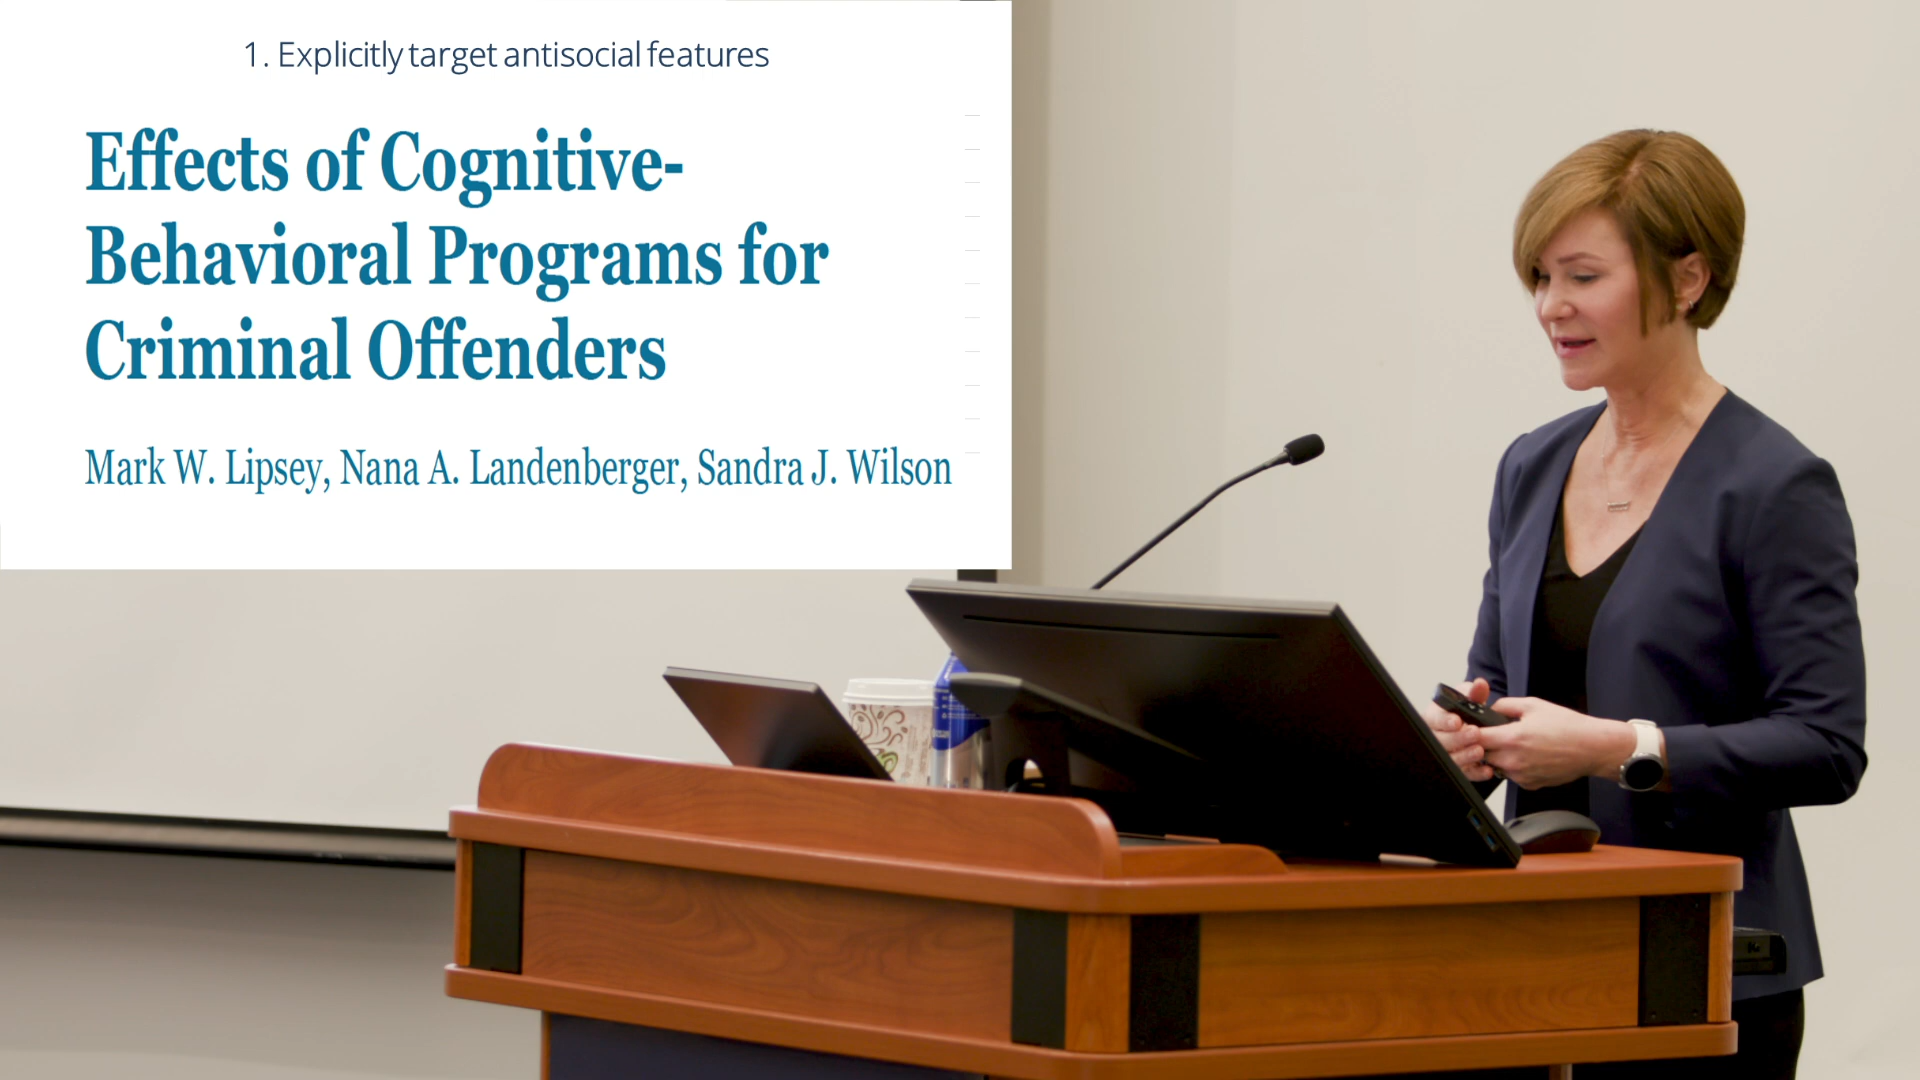 1. Explicitly target antisocial features
Effects of Cognitive-
Behavioral Programs for
Criminal Offenders
Mark W. Lipsey, Nana A. Landenberger, Sandra J. Wilson